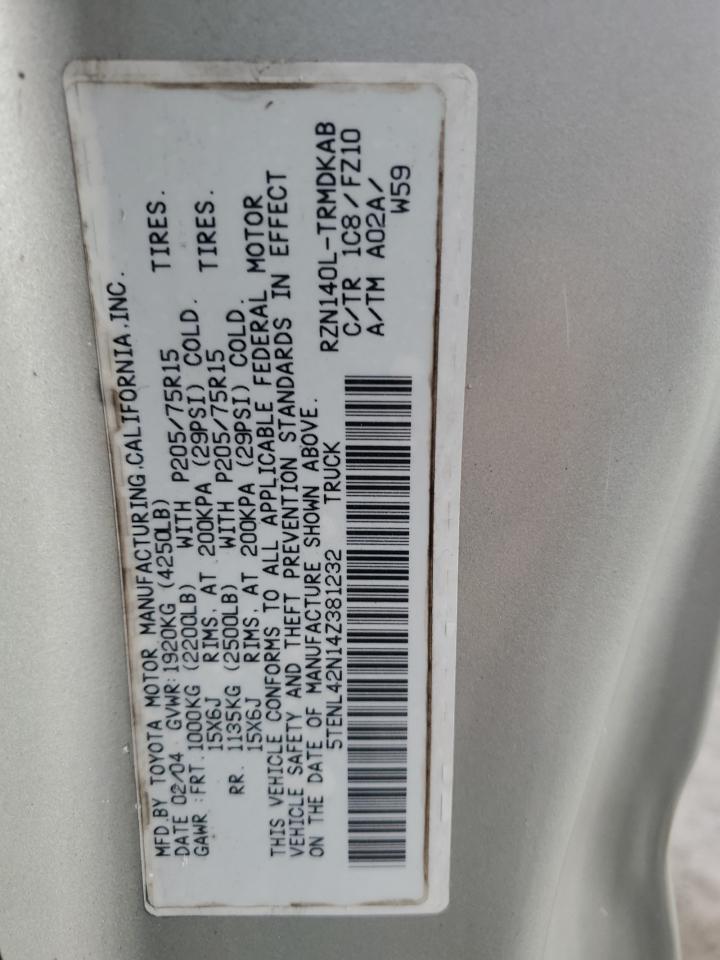 MFD.BY TOYOTA MOTOR MANUFACTURING,CALIFORNIA,INC.
DATE 02/04 GVWR:1920KG (4250LB)
GAWR :FRT.1000KG (2200LB) WITH P205/75R15 TIRES.
15X6J RIMS, AT 200KPA (29PSI) COLD.
RR. 1135KG (2500LB) WITH P205/75R15 TIRES.
15X6J RIMS, AT 200KPA (29PSI) COLD.
THIS VEHICLE CONFORMS TO ALL APPLICABLE FEDERAL MOTOR
VEHICLE SAFETY AND THEFT PREVENTION STANDARDS IN EFFECT
ON THE DATE OF MANUFACTURE SHOWN ABOVE.
5TENL42N14Z381232 TRUCK
RZN140L-TRMDKAB
C/TR 1C8/FZ10
A/TM A02A/
W59